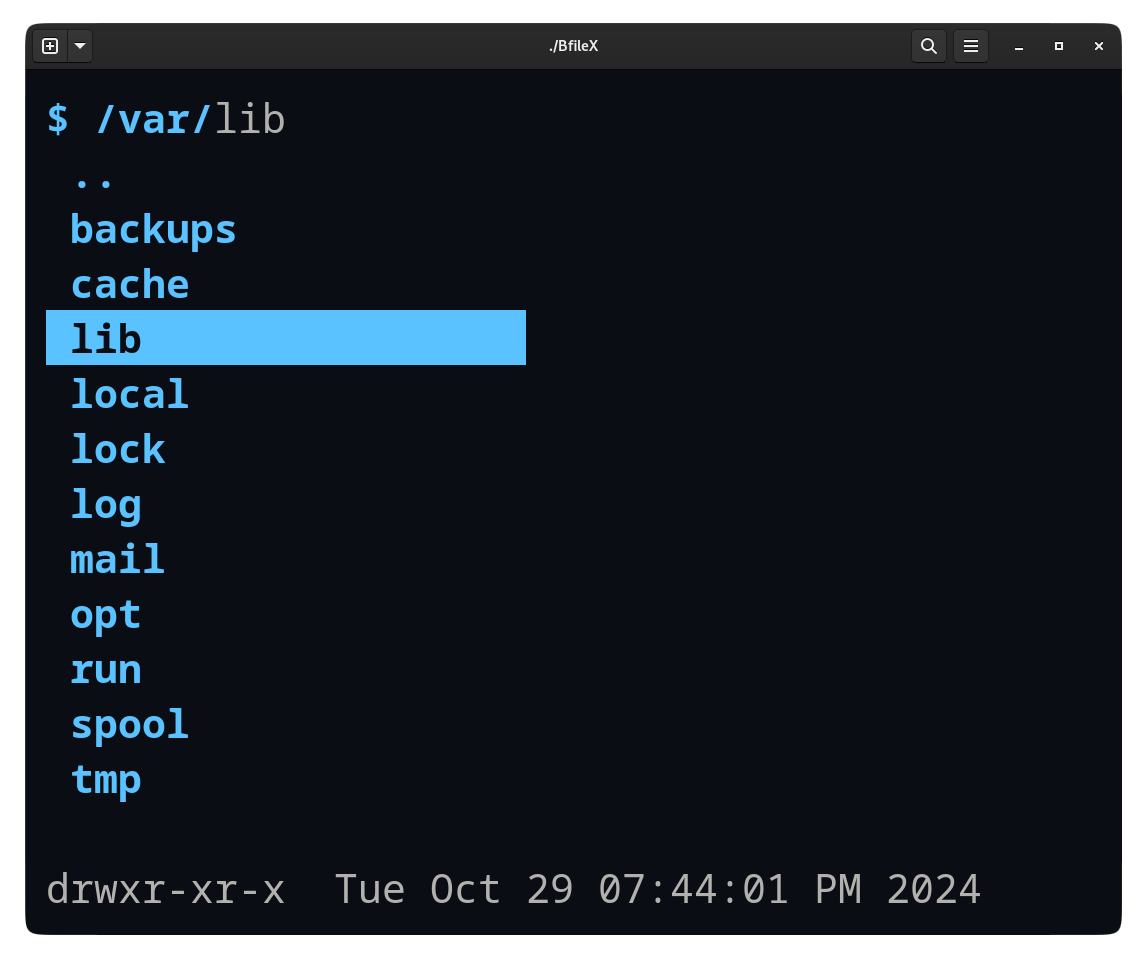 ./BfileX
$ /var/lib
..
backups
cache
lib
local
lock
log
mail
opt
run
spool
tmp
drwxr-xr-x  Tue Oct 29 07:44:01 PM 2024